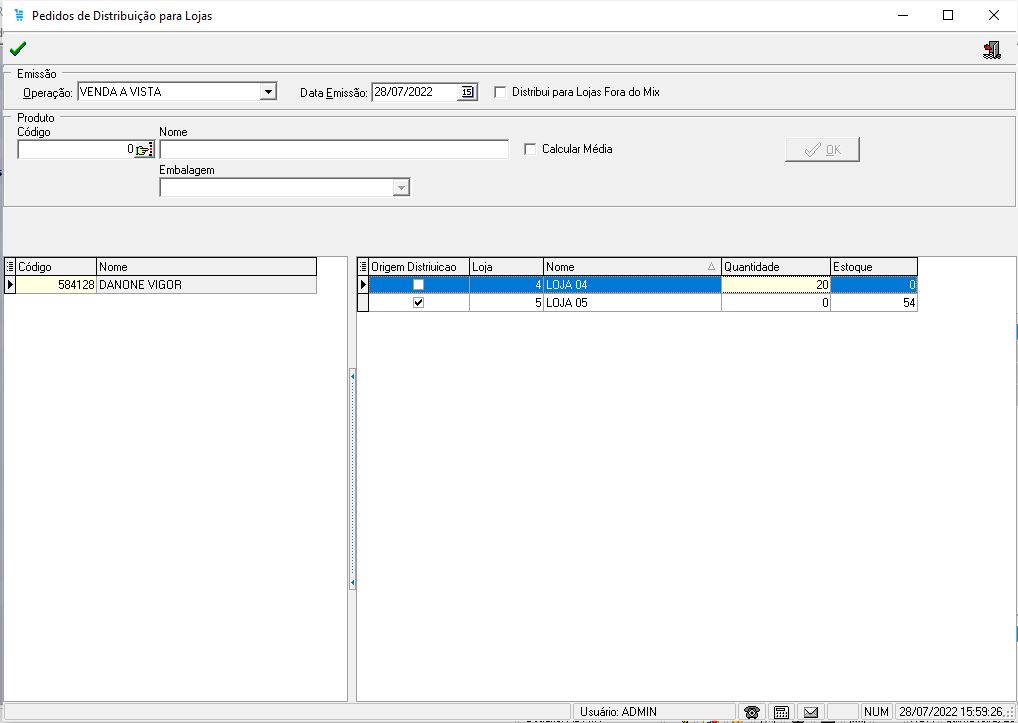 Pedidos de Distribuição para Lojas
Emissão
Operação: VENDA A VISTA Data Emissão: 28/07/2022 15 Distribui para Lojas Fora do Mix
Produto
Código Nome
0 Calcular Média OK
Embalagem
Código Nome
584128 DANONE VIGOR
Origem Distriuicao Loja Nome Quantidade Estoque
4 LOJA 04 20 0
5 LOJA 05 0 54
Usuário: ADMIN NUM 28/07/2022 15:59:26